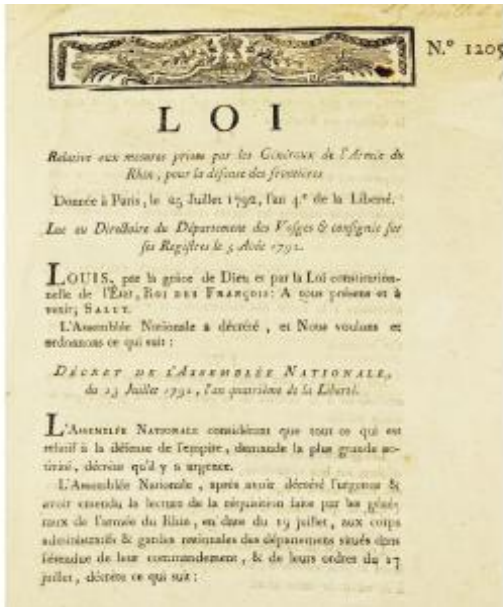 N.º 1209
LOI
Relative aux mesures prises par les Généraux de l'Armée du
Rhin, pour la défense des frontières
Donnée à Paris, le 25 Juillet 1792, l'an 4.e de la Liberté.
Lue au Directoire du Département des Vosges & consignée sur
ses Registres le 5 Août 1792.
LOUIS, par la grâce de Dieu et par la Loi constitution-
nelle de l'État, ROI DES FRANÇOIS: A tous présens et à
venir; SALUT.
L'Assemblée Nationale a décrété, et Nous voulons et
ordonnons ce qui suit :
DÉCRET DE L'ASSEMBLÉE NATIONALE,
du 23 Juillet 1792, l'an quatrième de la Liberté.
L'ASSEMBLÉE NATIONALE considérant que tout ce qui est
relatif à la défense de l'empire, demande la plus grande ac-
tivité, décrète qu'il y a urgence.
L'Assemblée Nationale, après avoir décrété l'urgence &
avoir entendu la lecture de la réquisition faite par les géné-
raux de l'armée du Rhin, en date du 19 juillet, aux corps
administratifs & gardes nationales des départemens situés dans
l'étendue de leur commandement, & de leurs ordres du 17
juillet, décrète ce qui suit :